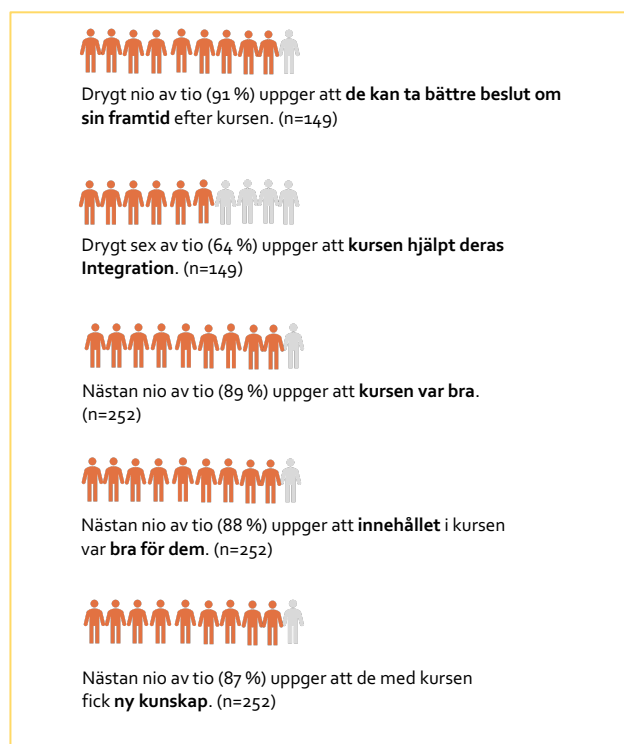 Drygt nio av tio (91 %) uppger att de kan ta bättre beslut om
sin framtid efter kursen. (n=149)
Drygt sex av tio (64 %) uppger att kursen hjälpt deras
Integration. (n=149)
Nästan nio av tio (89 %) uppger att kursen var bra.
(n=252)
Nästan nio av tio (88 %) uppger att innehållet i kursen
var bra för dem. (n=252)
Nästan nio av tio (87 %) uppger att de med kursen
fick ny kunskap. (n=252)